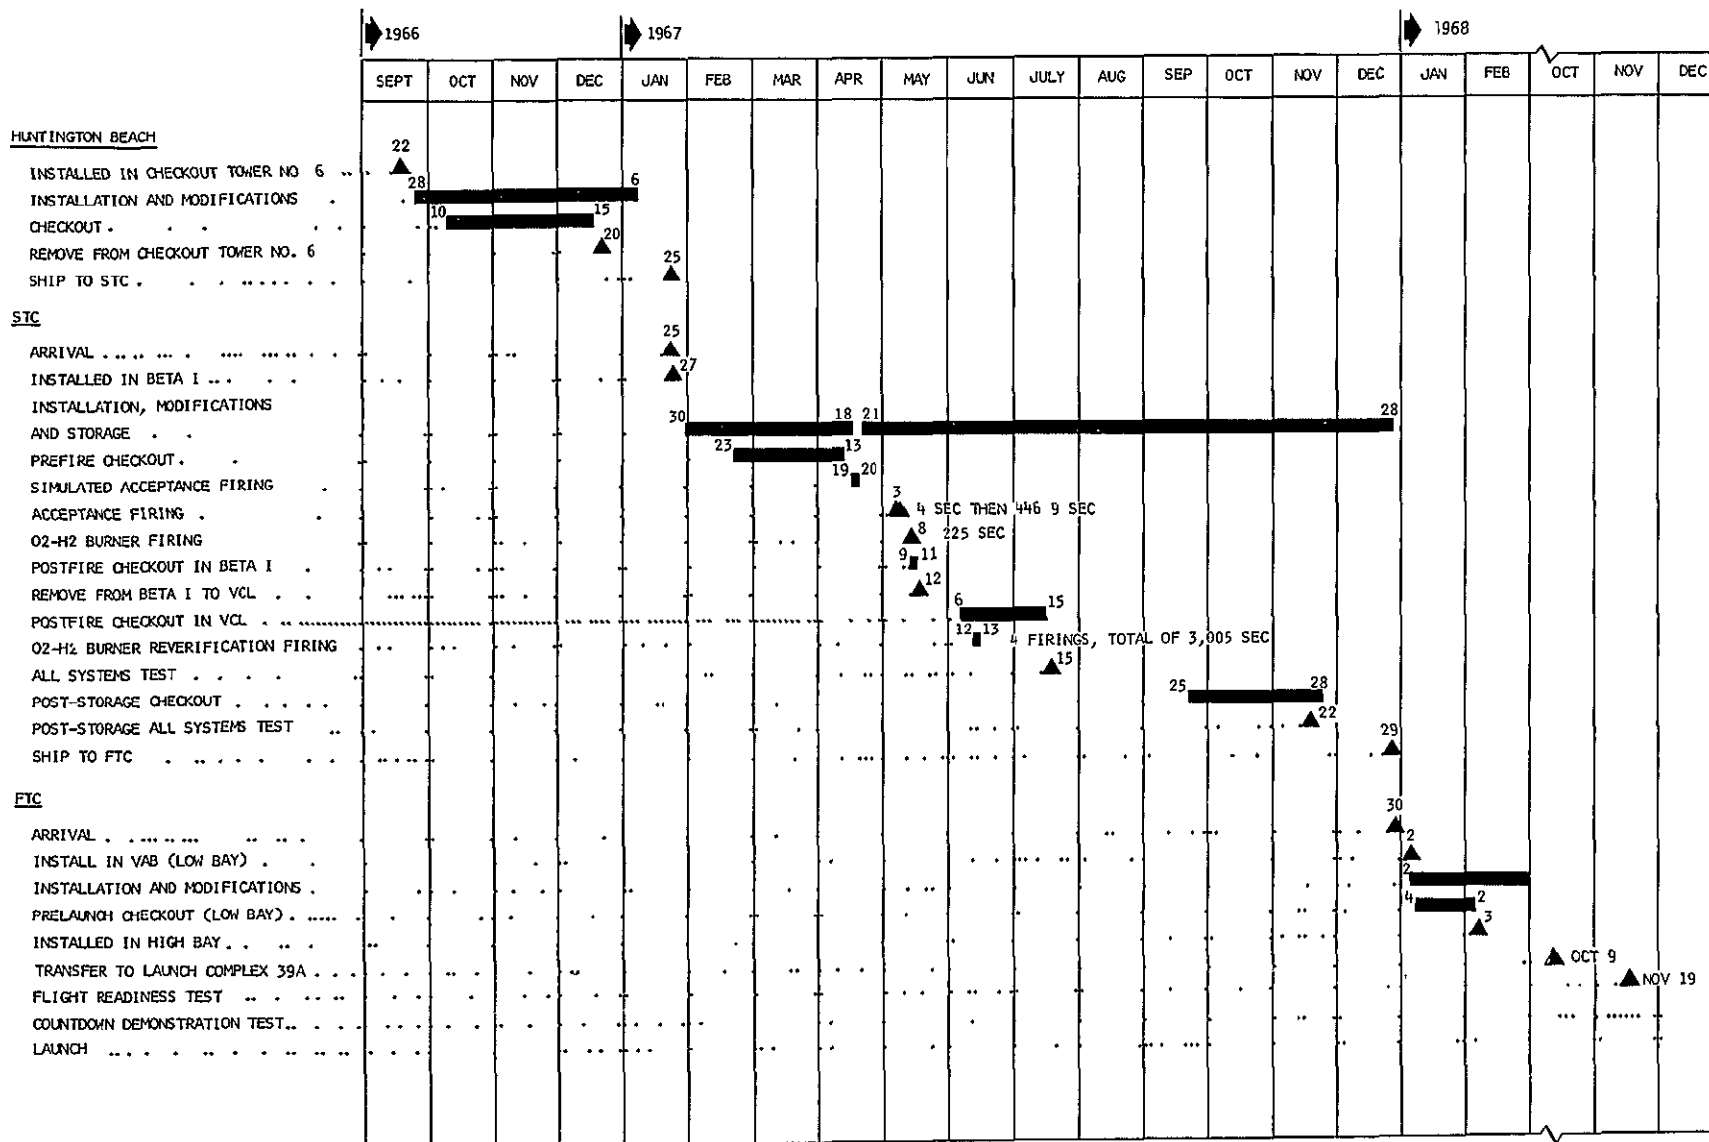 1966 1967 1968
SEPT OCT NOV DEC JAN FEB MAR APR MAY JUN JULY AUG SEP OCT NOV DEC JAN FEB OCT NOV DEC
HUNTINGTON BEACH
22
INSTALLED IN CHECKOUT TOWER NO 6
28 6
INSTALLATION AND MODIFICATIONS
10 15
CHECKOUT
REMOVE FROM CHECKOUT TOWER NO. 6 20
25
SHIP TO STC
STC
25
ARRIVAL
INSTALLED IN BETA I 27
INSTALLATION, MODIFICATIONS
30 18 21 28
AND STORAGE
23 13
PREFIRE CHECKOUT
19 20
SIMULATED ACCEPTANCE FIRING
3
ACCEPTANCE FIRING 4 SEC THEN 446 9 SEC
O2-H2 BURNER FIRING 8 225 SEC
POSTFIRE CHECKOUT IN BETA I 9 11
REMOVE FROM BETA I TO VCL 12
6 15
POSTFIRE CHECKOUT IN VCL
O2-H2 BURNER REVERIFICATION FIRING 12 13 4 FIRINGS, TOTAL OF 3,005 SEC
ALL SYSTEMS TEST 15
25 28
POST-STORAGE CHECKOUT
POST-STORAGE ALL SYSTEMS TEST 22
29
SHIP TO FTC
FTC
30
ARRIVAL
2
INSTALL IN VAB (LOW BAY)
2
INSTALLATION AND MODIFICATIONS
4 2
PRELAUNCH CHECKOUT (LOW BAY)
3
INSTALLED IN HIGH BAY
TRANSFER TO LAUNCH COMPLEX 39A OCT 9
FLIGHT READINESS TEST NOV 19
COUNTDOWN DEMONSTRATION TEST
LAUNCH